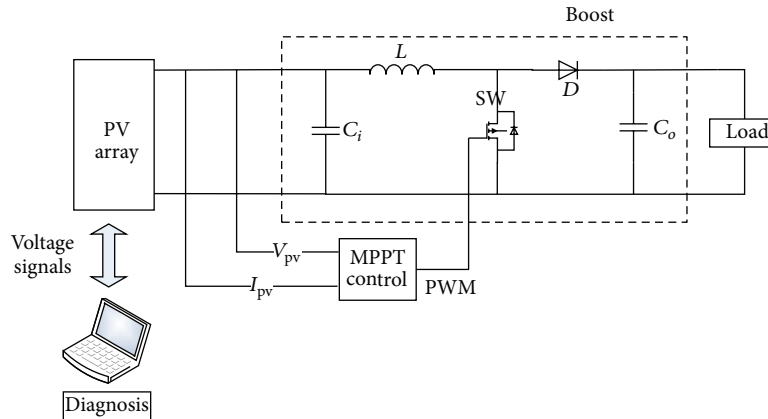 Boost
L
D
SW
PV
array
C_i
C_o
Load
Voltage
signals
V_pv
I_pv
MPPT
control
PWM
Diagnosis